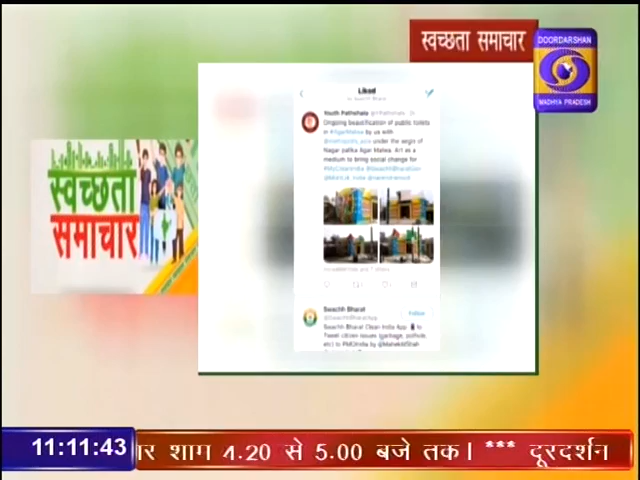 स्वच्छता समाचार
DOORDARSHAN
MADHYA PRADESH
Liked
Youth Pathshala
Ongoing beautification of public toilets
in #AgarMalwa by us with
under the aegis of
Nagar palika Agar Malwa. Art as a
medium to bring social change for
#MyCleanIndia
स्वच्छता
समाचार
Swachh Bharat
Follow
@SwachhBharatApp
Swachh Bharat Clean India App
to
Tweet citizen issues (garbage, pothole,
etc) to #PMOIndia by
11:11:43
र शाम 4.20 से 5.00 बजे तक। *** दूरदर्शन